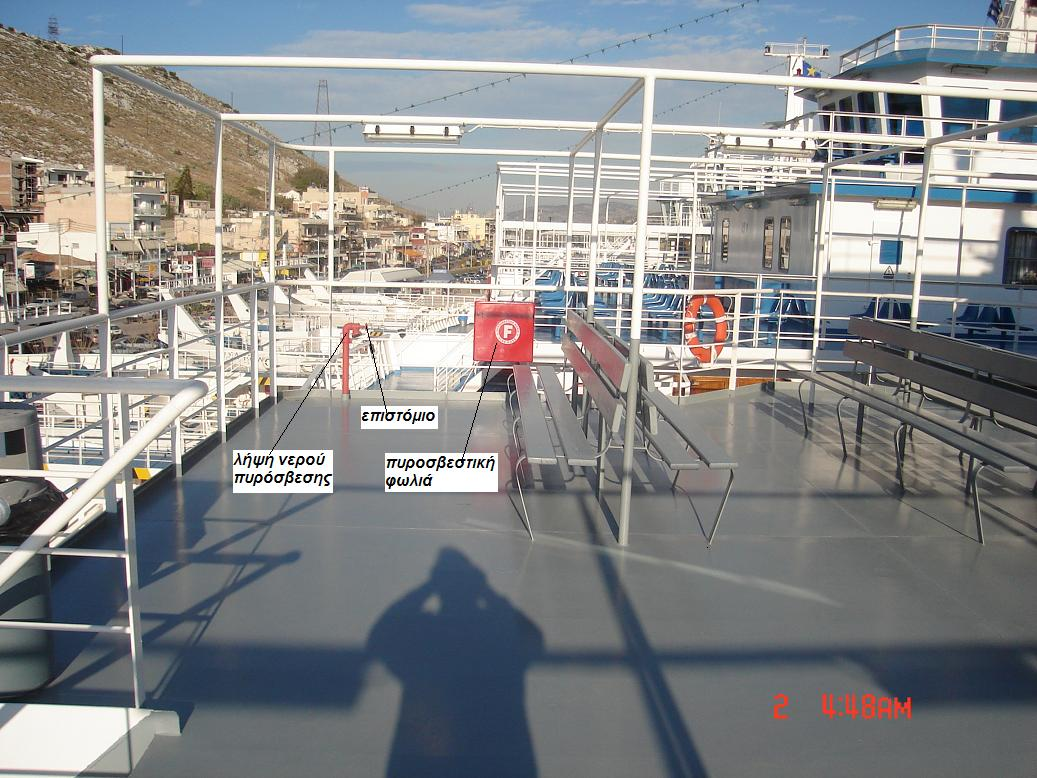 F
επιστόμιο
λήψη νερού
πυρόσβεσης
πυροσβεστική
φωλιά
2 4:48AM